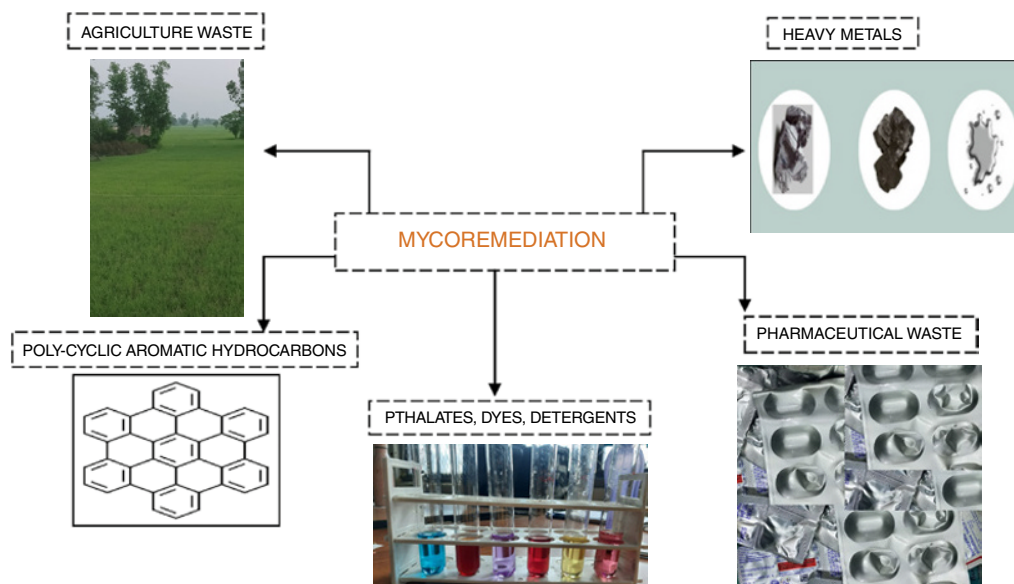 AGRICULTURE WASTE
HEAVY METALS
MYCOREMEDIATION
POLY-CYCLIC AROMATIC HYDROCARBONS
PHARMACEUTICAL WASTE
PTHALATES, DYES, DETERGENTS